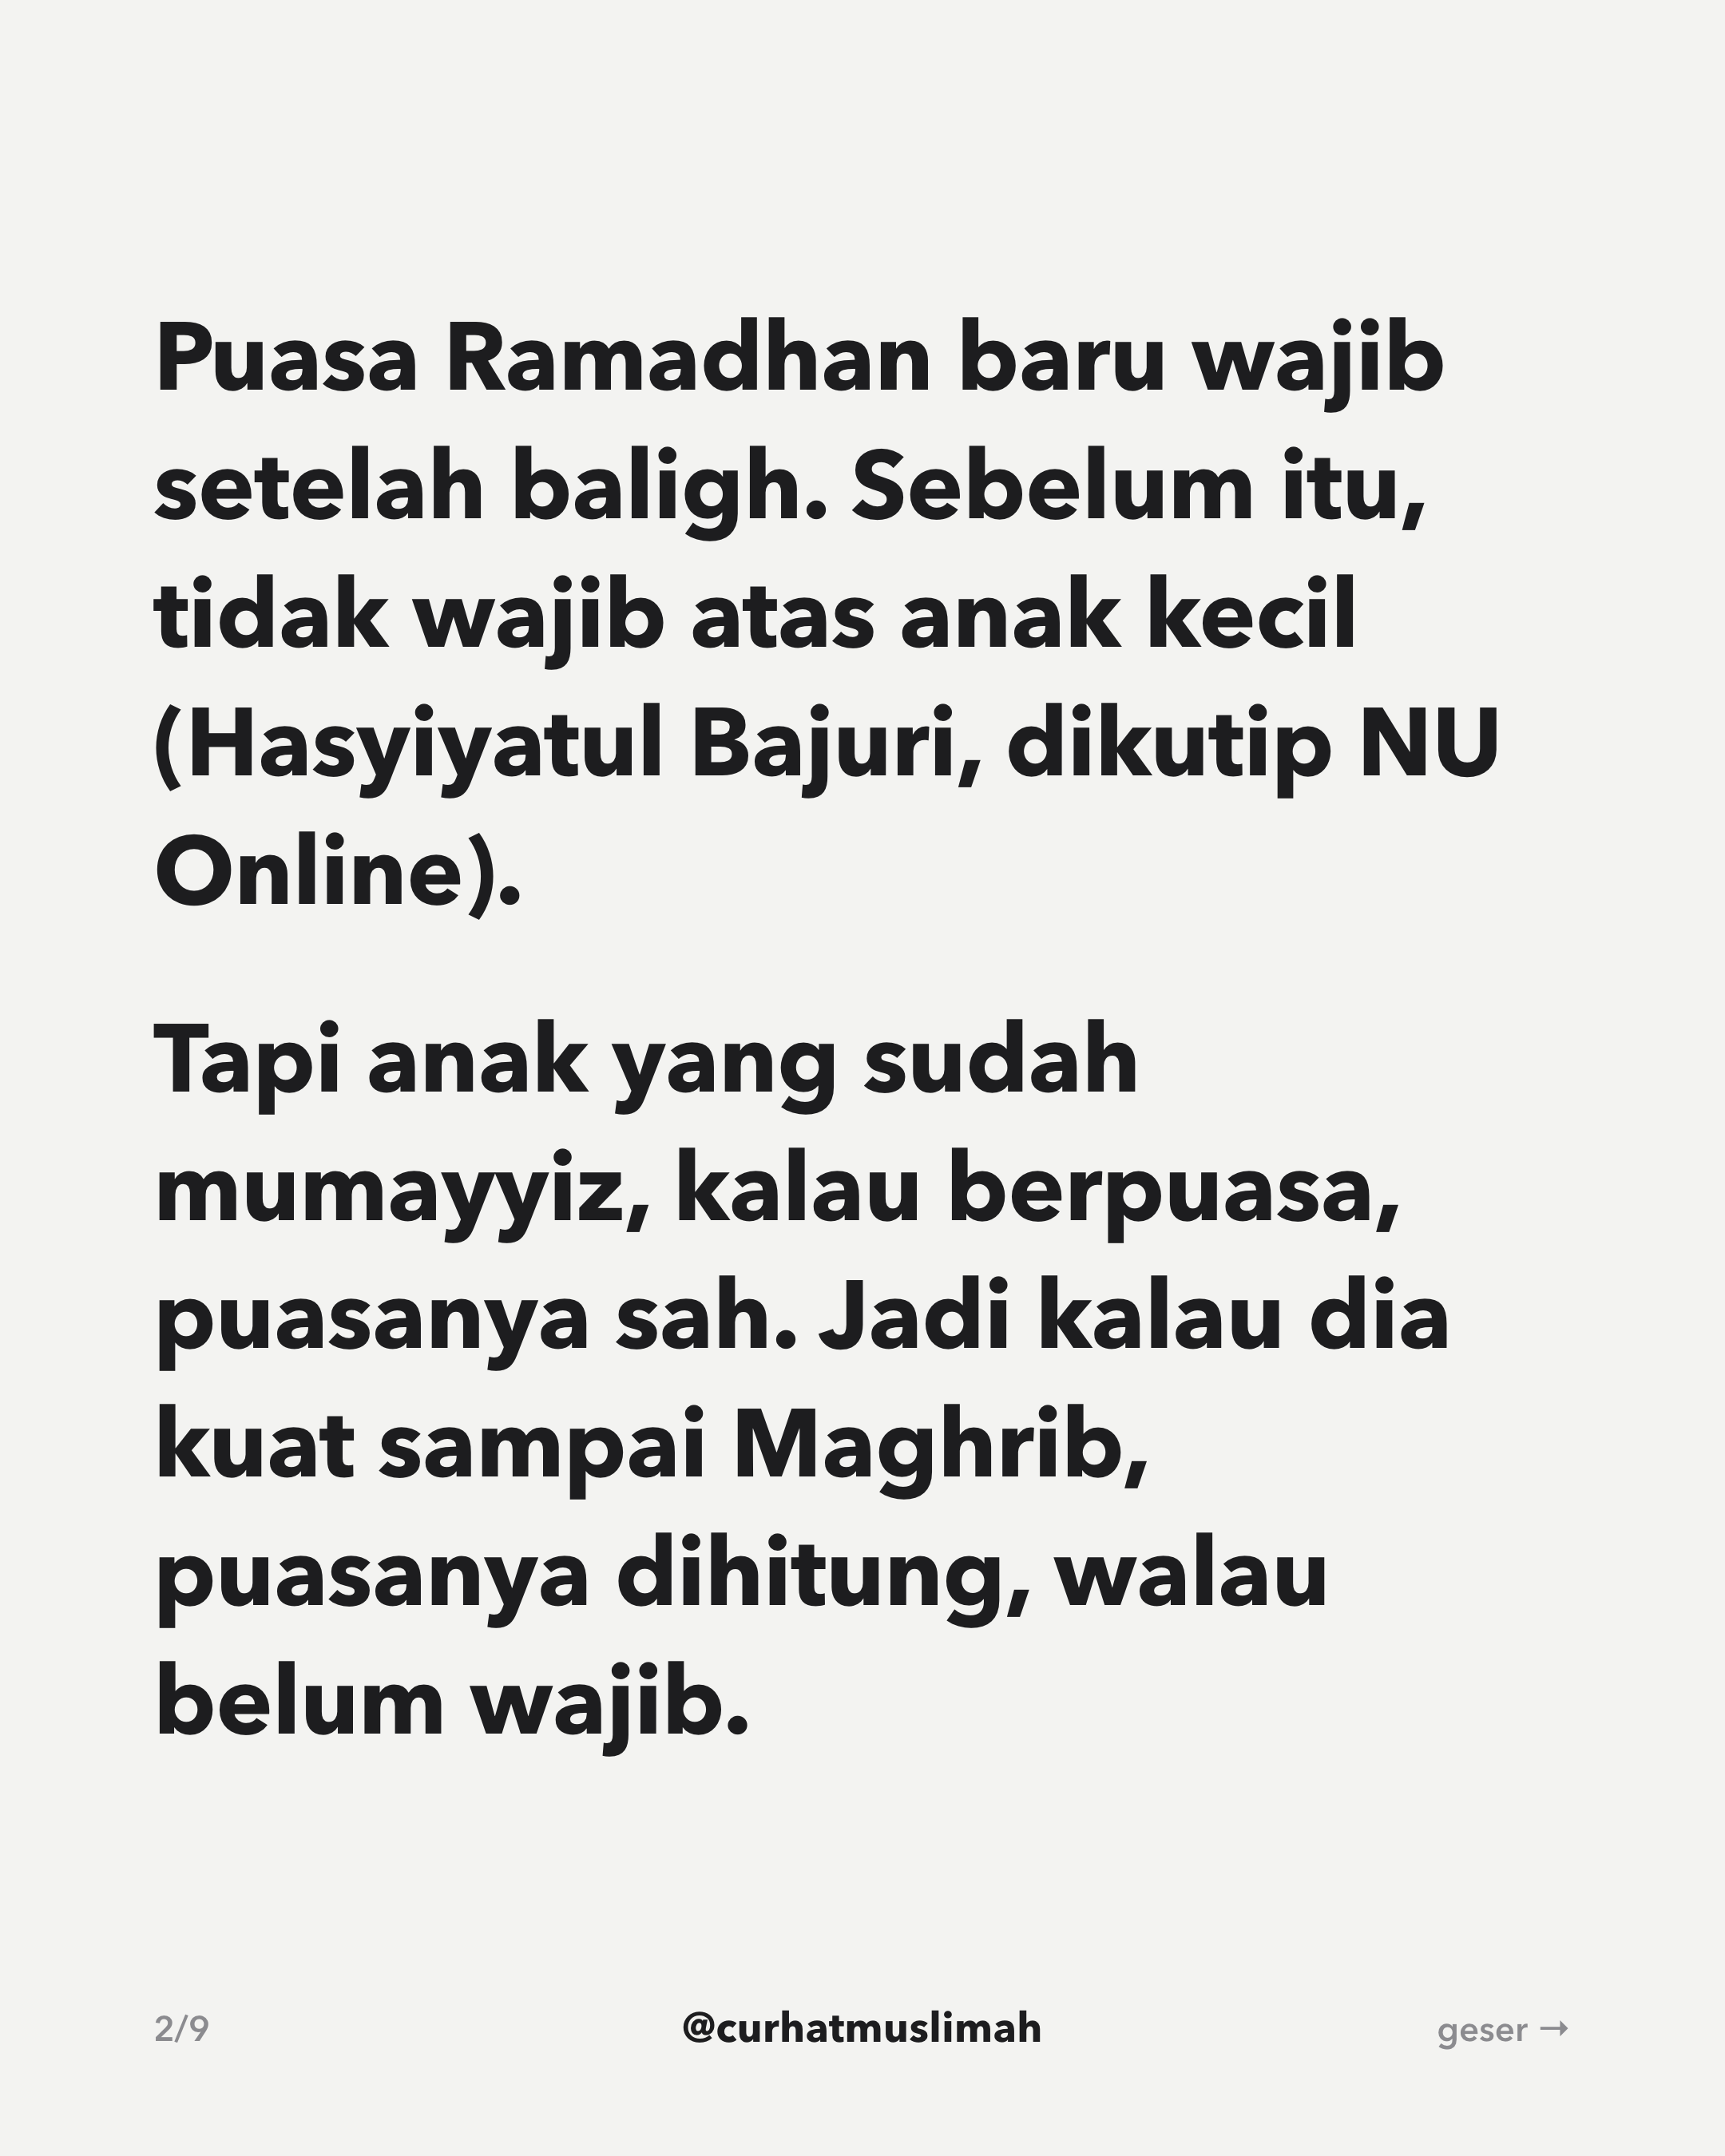 Puasa Ramadhan baru wajib
setelah baligh. Sebelum itu,
tidak wajib atas anak kecil
(Hasyiyatul Bajuri, dikutip NU
Online).
Tapi anak yang sudah
mumayyiz, kalau berpuasa,
puasanya sah. Jadi kalau dia
kuat sampai Maghrib,
puasanya dihitung, walau
belum wajib.
2/9
@curhatmuslimah
geser →